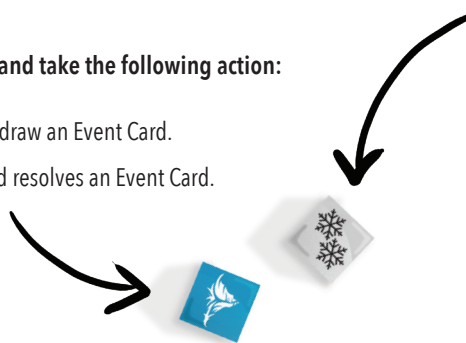 and take the following action:
draw an Event Card.
d resolves an Event Card.